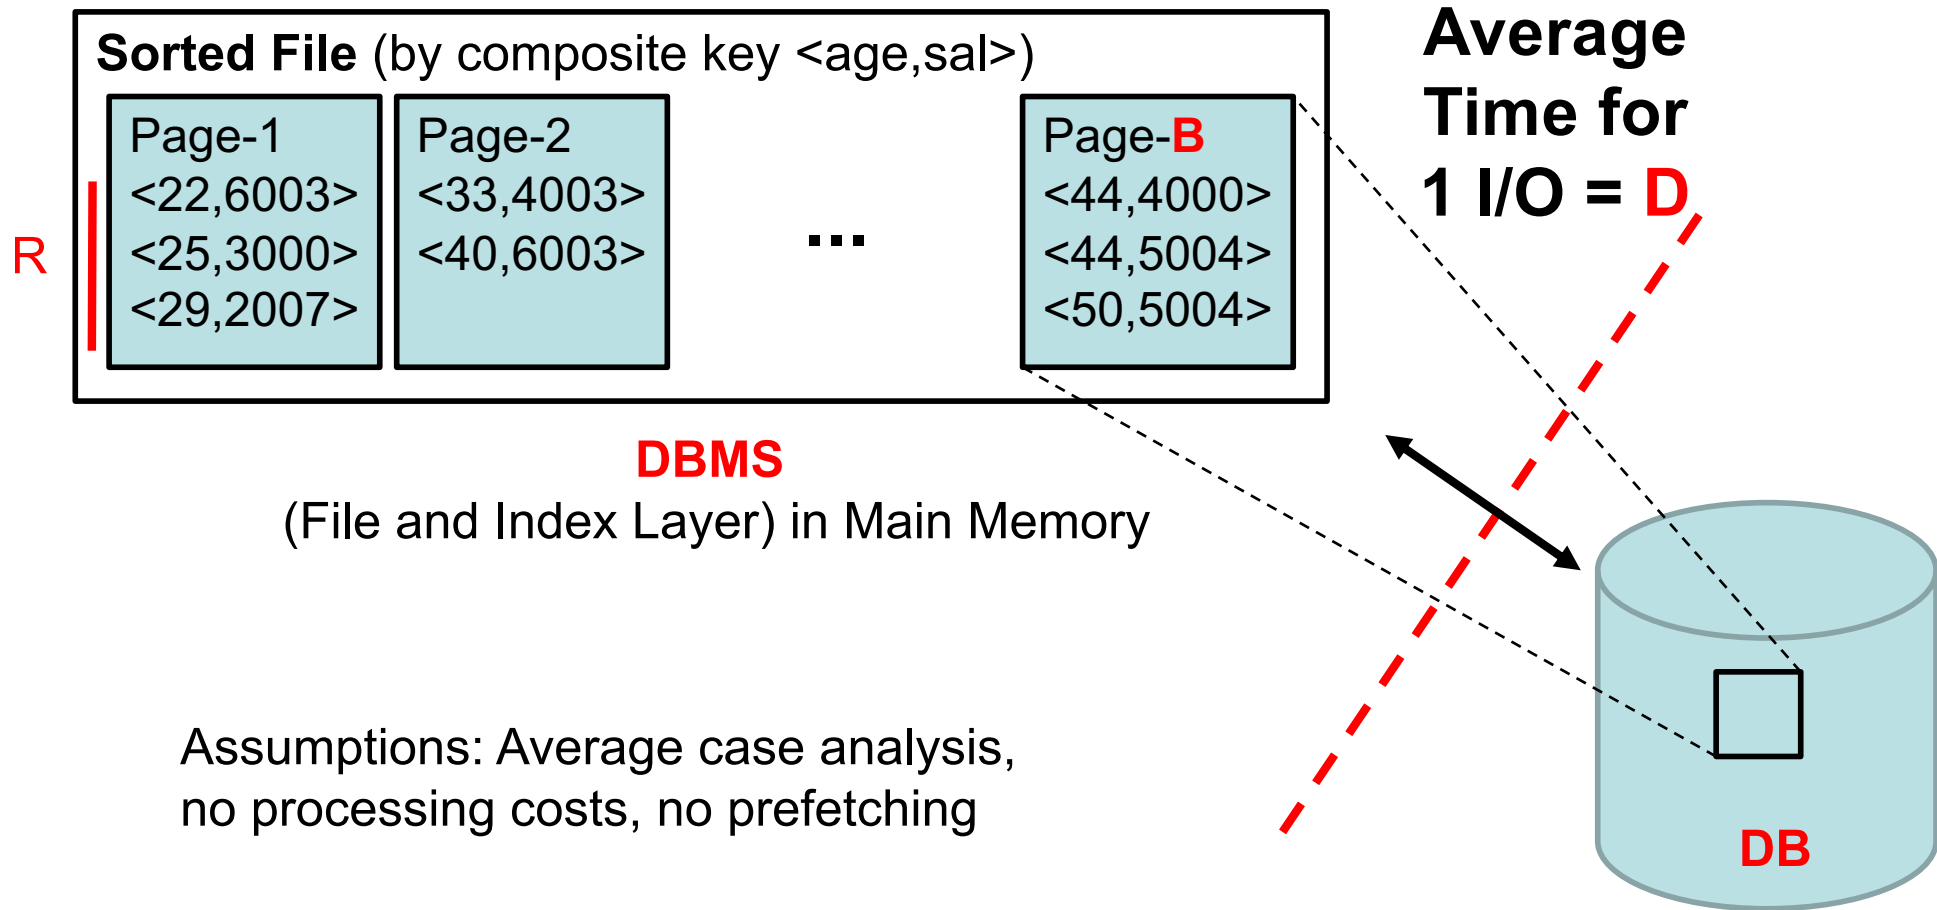 Sorted File (by composite key <age,sal>)
Page-1
<22,6003>
<25,3000>
<29,2007>
R
Page-2
<33,4003>
<40,6003>
...
Page-B
<44,4000>
<44,5004>
<50,5004>
Average
Time for
1 I/O = D
DBMS
(File and Index Layer) in Main Memory
Assumptions: Average case analysis,
no processing costs, no prefetching
DB